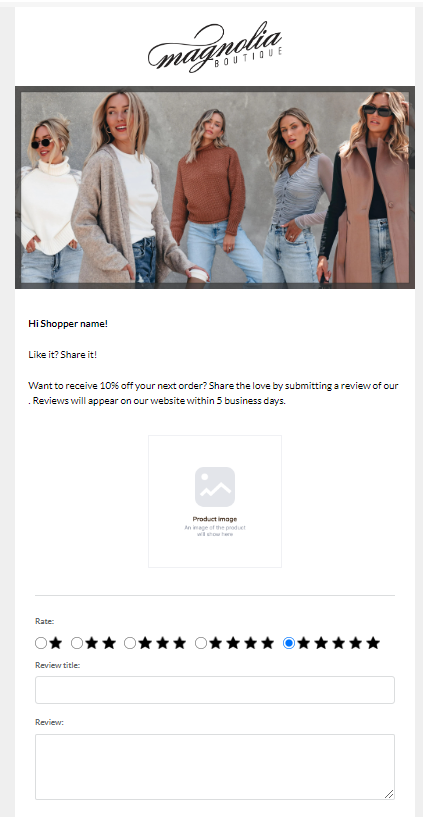 magnolia
BOUTIQUE
Hi Shopper name!
Like it? Share it!
Want to receive 10% off your next order? Share the love by submitting a review of our
. Reviews will appear on our website within 5 business days.
Product image
An image of the product
will show here
Rate:
Review title:
Review: